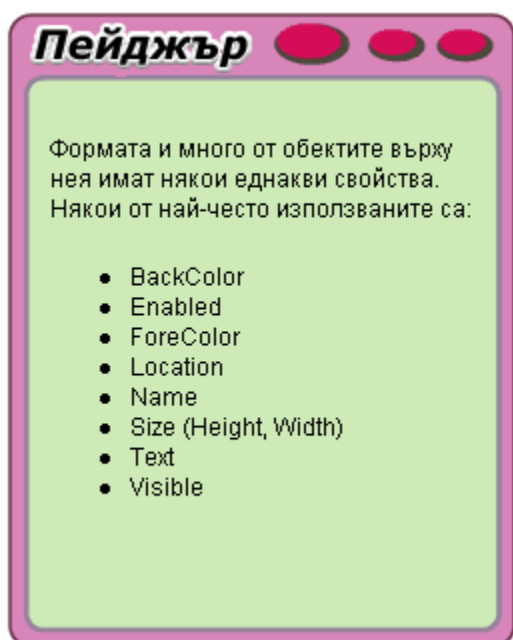 Пейджър
Формата и много от обектите върху
нея имат някои еднакви свойства.
Някои от най-често използваните са:
• BackColor
• Enabled
• ForeColor
• Location
• Name
• Size (Height, Width)
• Text
• Visible